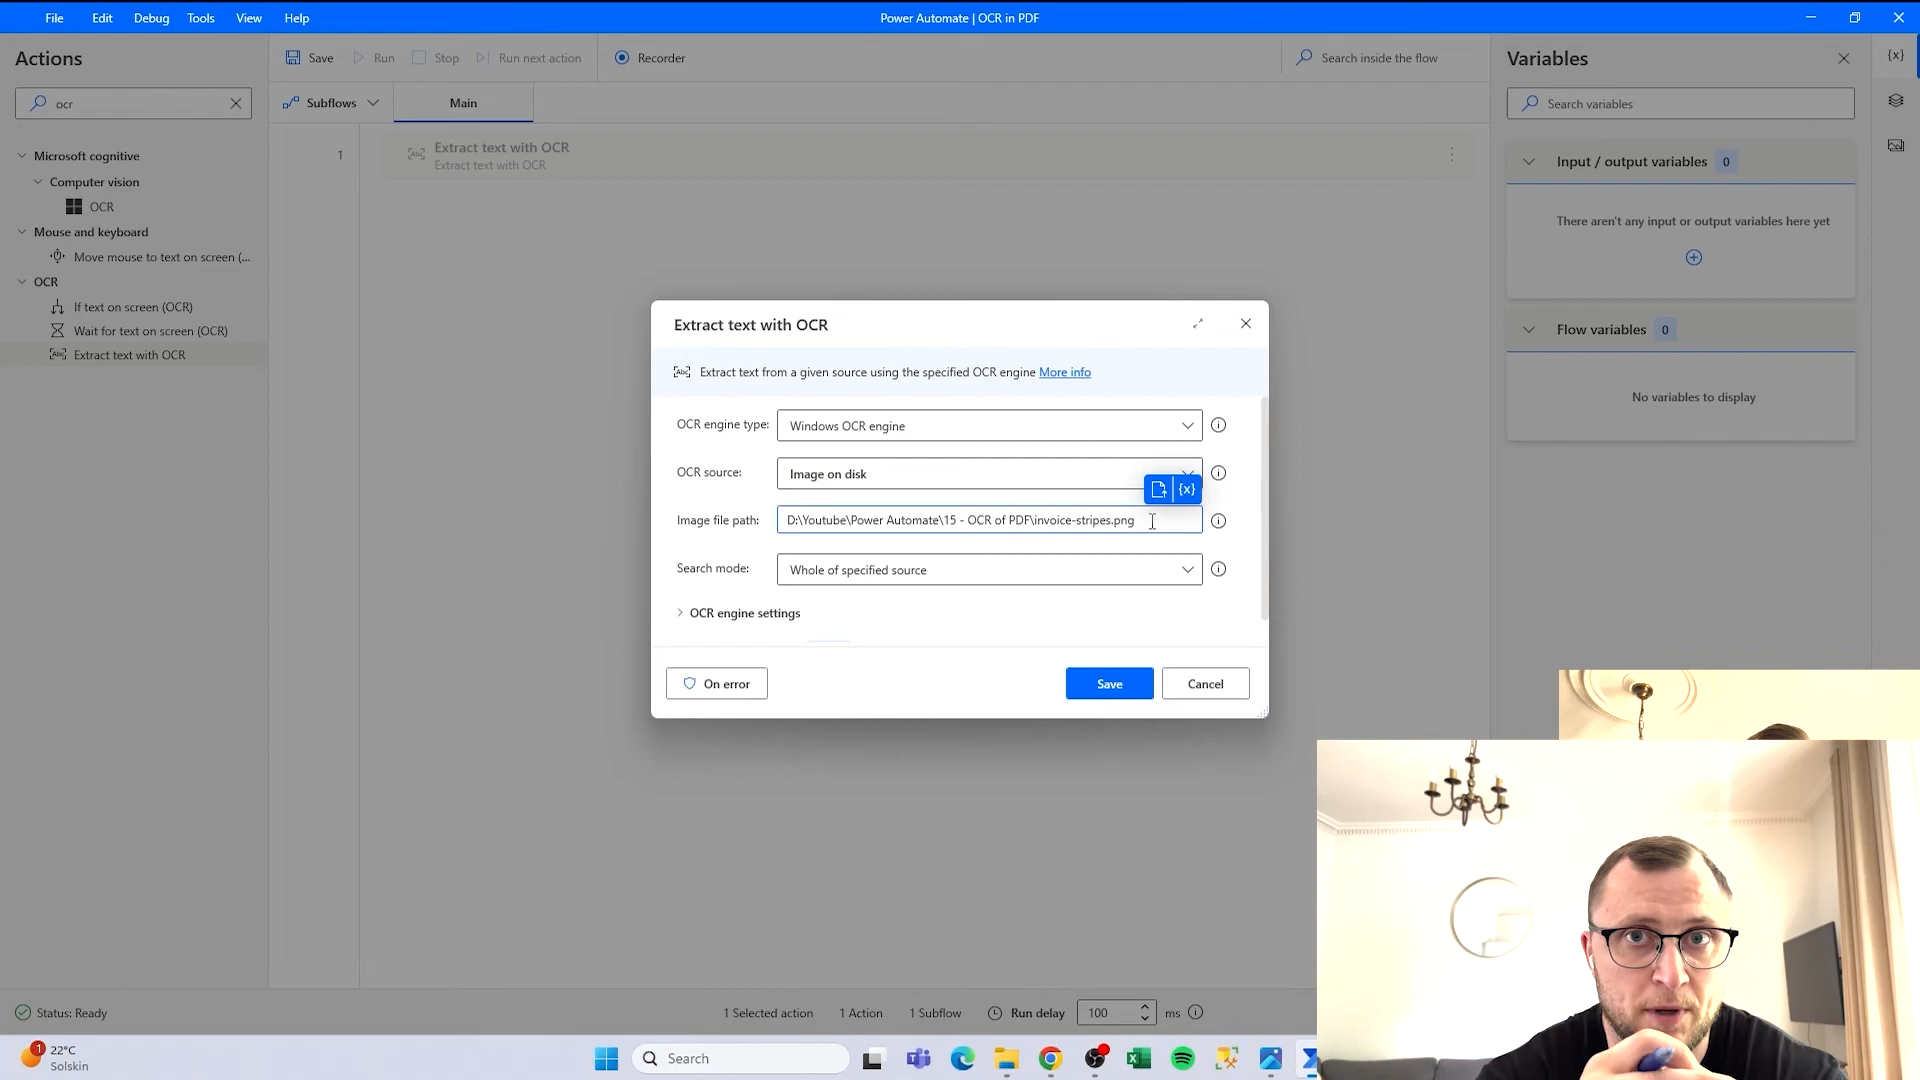 File Edit Debug Tools View Help
Power Automate | OCR in PDF
Actions
Save Run Stop Run next action Recorder
Search inside the flow
Variables
{x}
ocr
Subflows Main
Search variables
Microsoft cognitive
Computer vision
OCR
Mouse and keyboard
Move mouse to text on screen (...
OCR
If text on screen (OCR)
Wait for text on screen (OCR)
Extract text with OCR
1
Extract text with OCR
Extract text with OCR
Input / output variables 0
There aren't any input or output variables here yet
Flow variables 0
No variables to display
Extract text with OCR
Abc Extract text from a given source using the specified OCR engine More info
OCR engine type: Windows OCR engine
OCR source: Image on disk
{x}
Image file path: D:\Youtube\Power Automate\15 - OCR of PDF\invoice-stripes.png
Search mode: Whole of specified source
OCR engine settings
On error
Save Cancel
Status: Ready
1 Selected action 1 Action 1 Subflow Run delay 100 ms
1
22°C
Solskin
Search